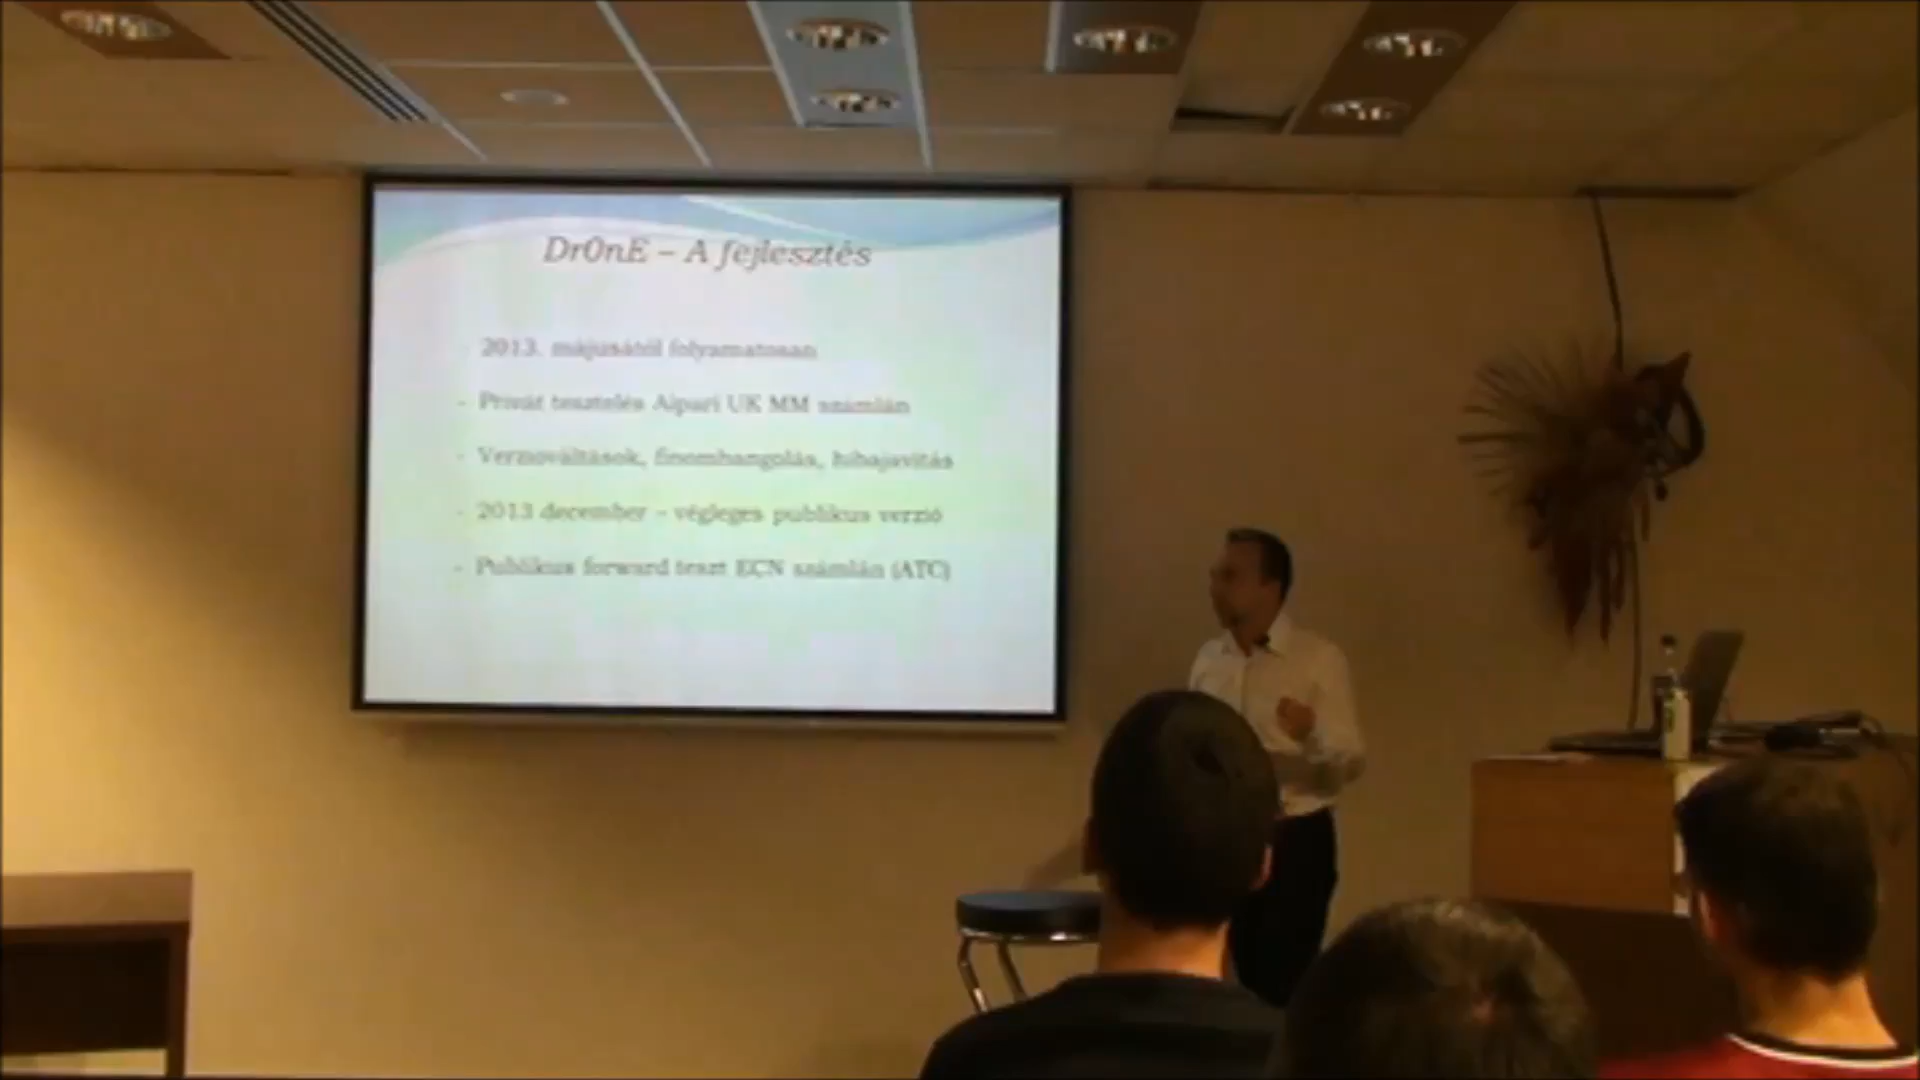 Dr0nE – A fejlesztés
- 2013. májusától folyamatosan
- Privát tesztelés Alpari UK MM számlán
- Verzióváltások, finomhangolás, hibajavítás
- 2013 december – végleges publikus verzió
- Publikus forward teszt ECN számlán (ATC)